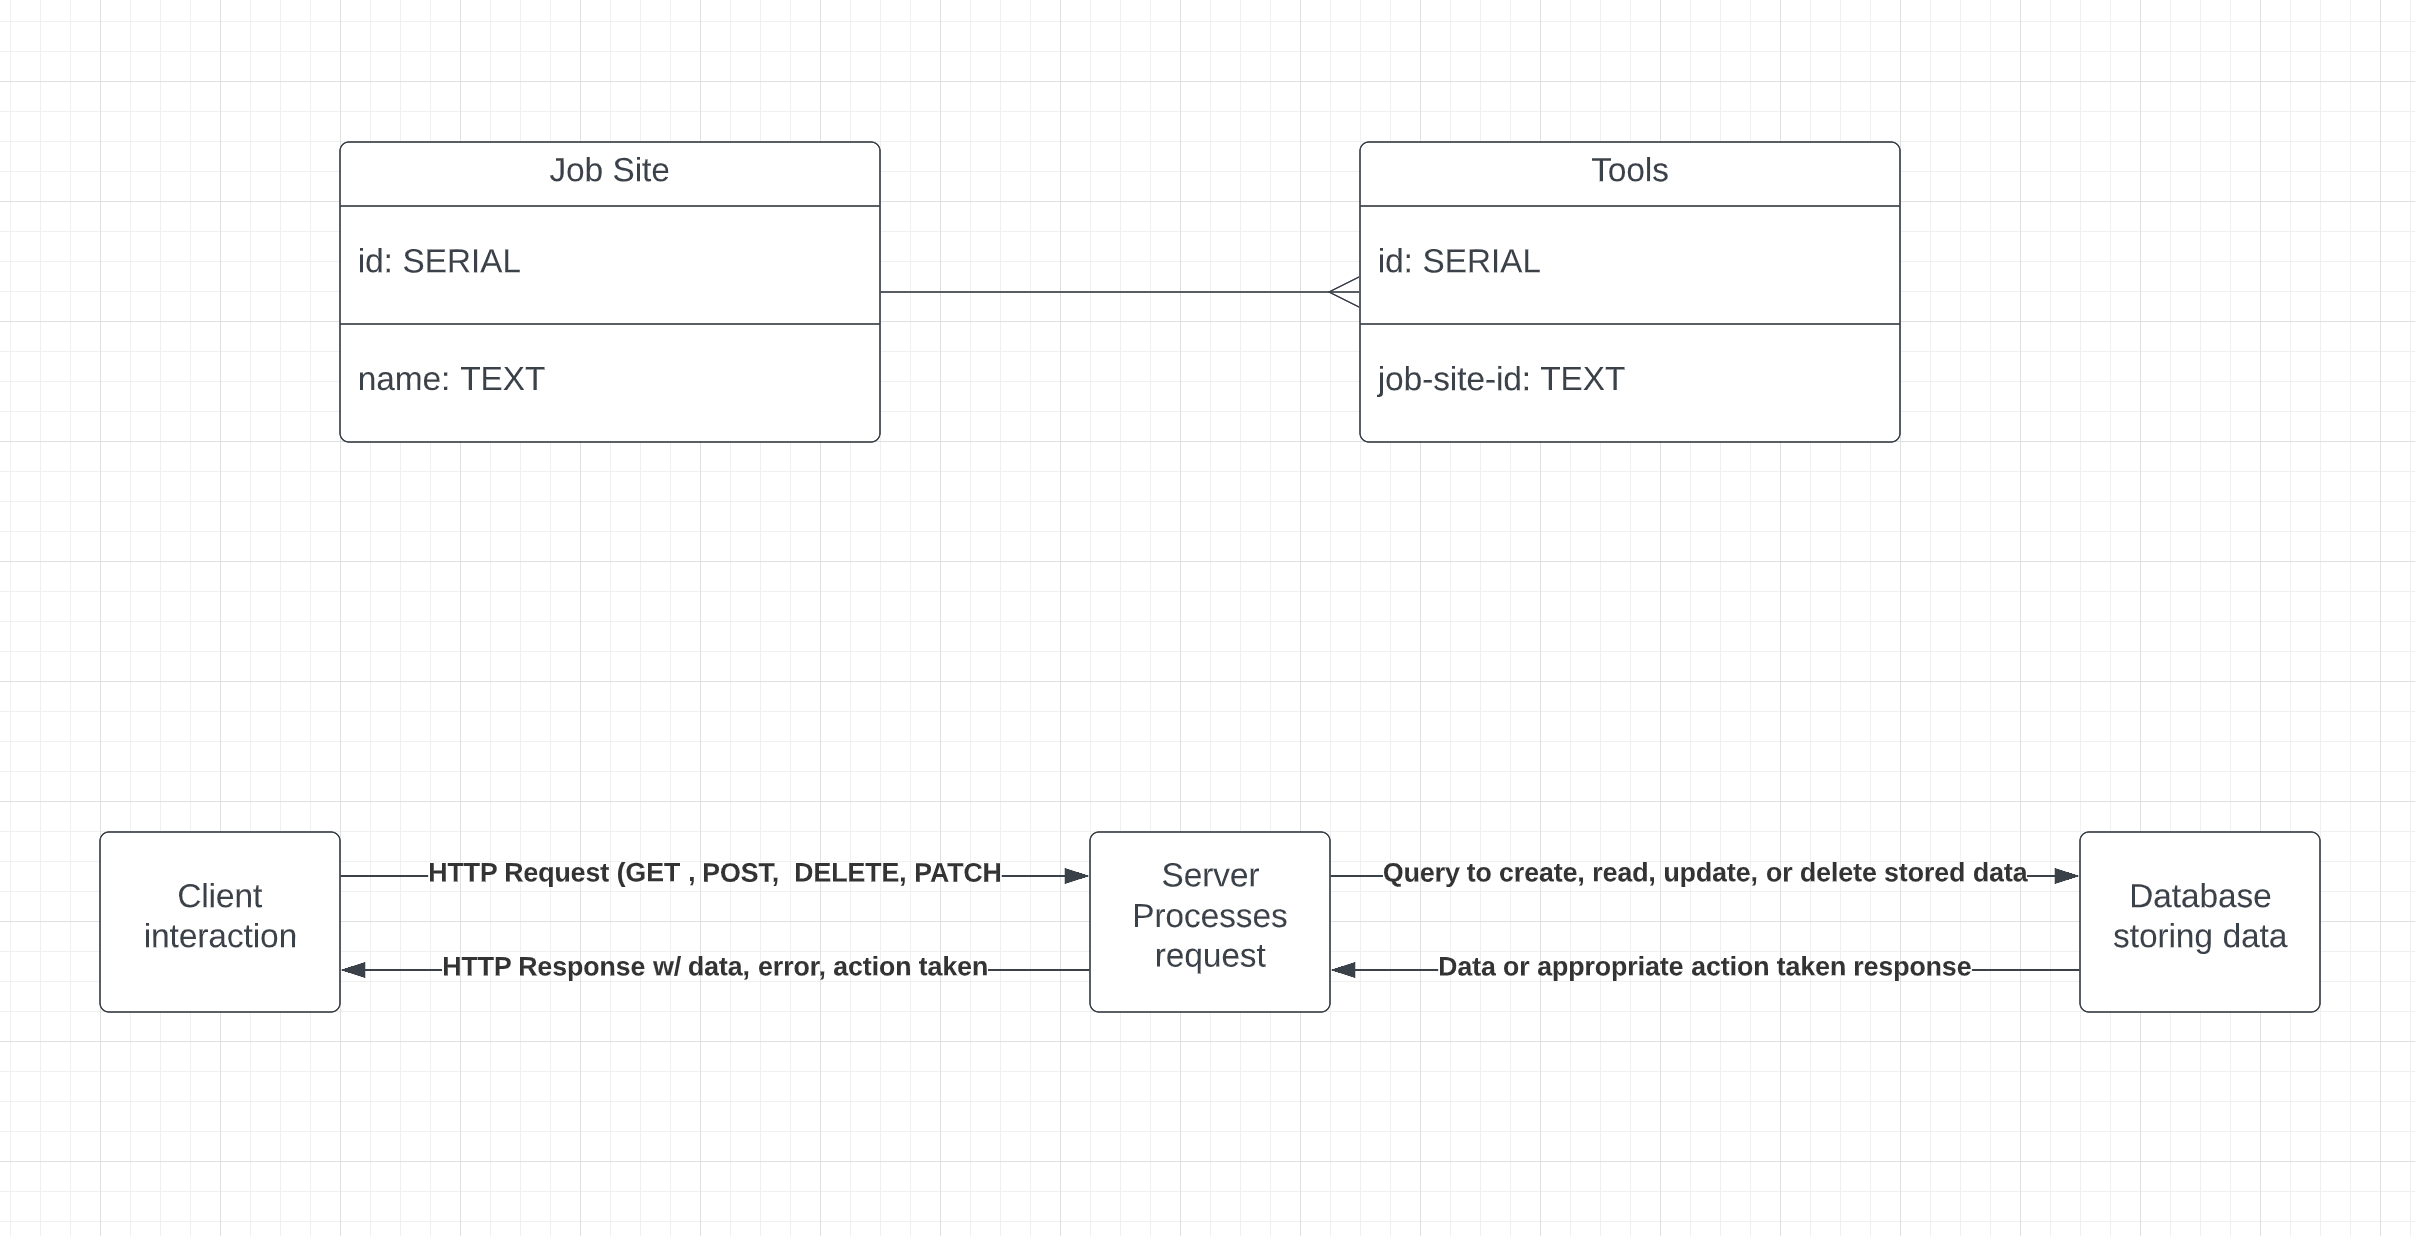 Job Site
id: SERIAL
name: TEXT
Tools
id: SERIAL
job-site-id: TEXT
Client
interaction
HTTP Request (GET , POST,  DELETE, PATCH
HTTP Response w/ data, error, action taken
Server
Processes
request
Query to create, read, update, or delete stored data
Data or appropriate action taken response
Database
storing data